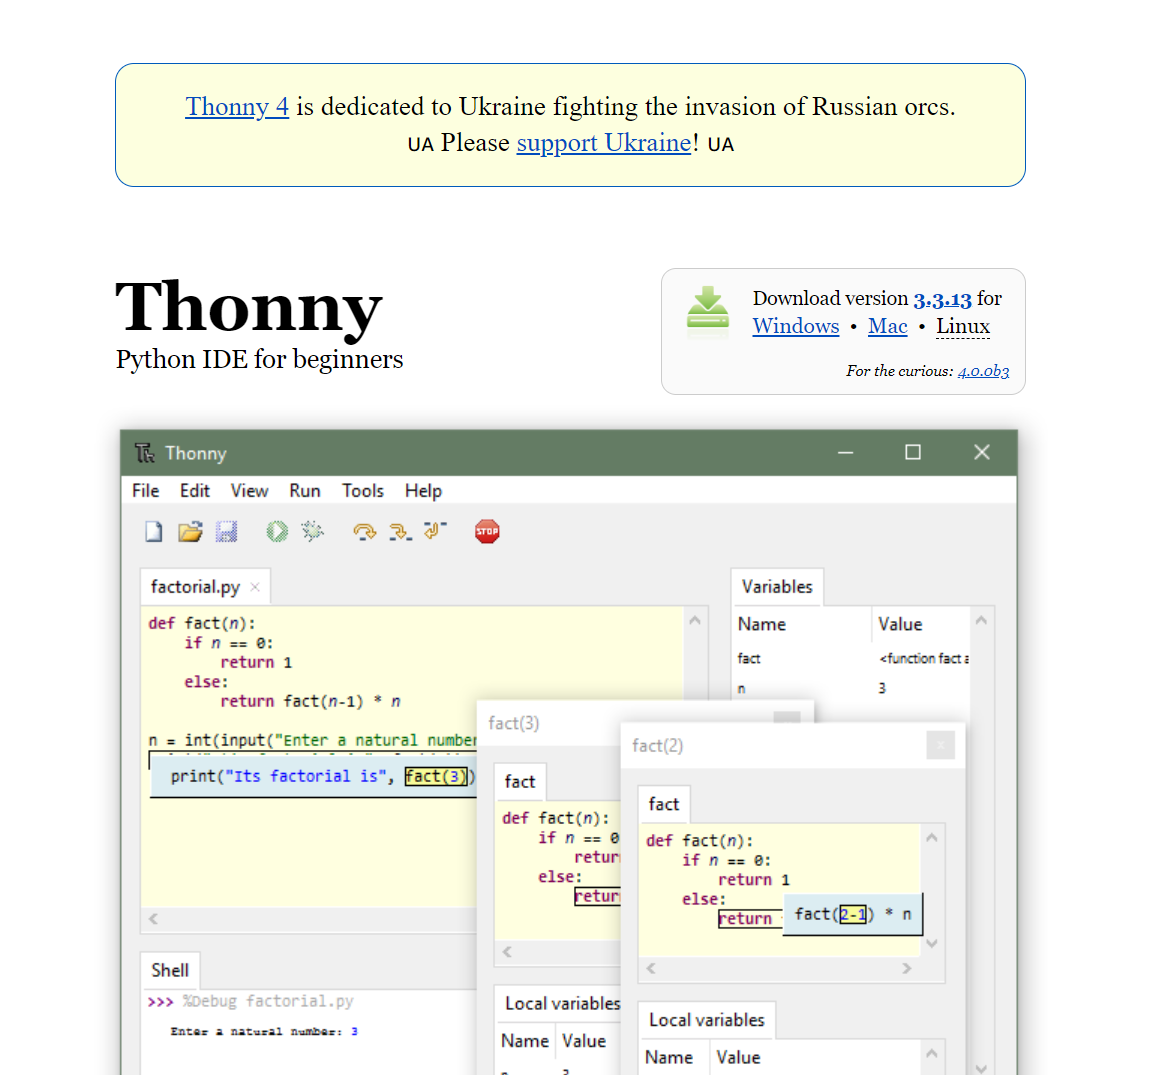 Thonny 4 is dedicated to Ukraine fighting the invasion of Russian orcs.
UA Please support Ukraine! UA
Thonny
Python IDE for beginners
Download version 3.3.13 for
Windows • Mac • Linux
For the curious: 4.0.0b3
Thonny
File Edit View Run Tools Help
STOP
factorial.py
def fact(n):
    if n == 0:
        return 1
    else:
        return fact(n-1) * n
n = int(input("Enter a natural number
print("Its factorial is", fact(3))
Variables
Name Value
fact <function fact a
n 3
fact(3)
fact
def fact(n):
    if n == 0
        retur
    else:
        retur
Local variables
Name Value
fact(2)
fact
def fact(n):
    if n == 0:
        return 1
    else:
        return fact(2-1) * n
Local variables
Name Value
Shell
>>> %Debug factorial.py
Enter a natural number: 3